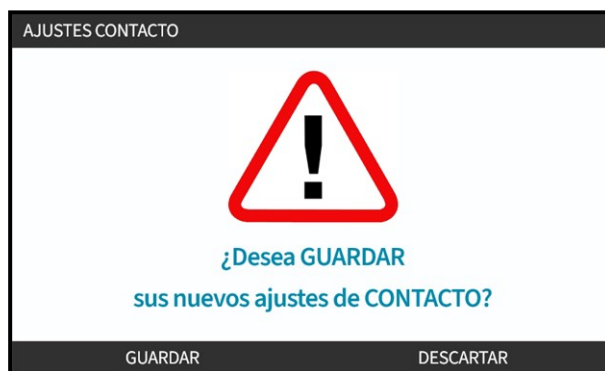 AJUSTES CONTACTO
!
¿Desea GUARDAR
sus nuevos ajustes de CONTACTO?
GUARDAR DESCARTAR